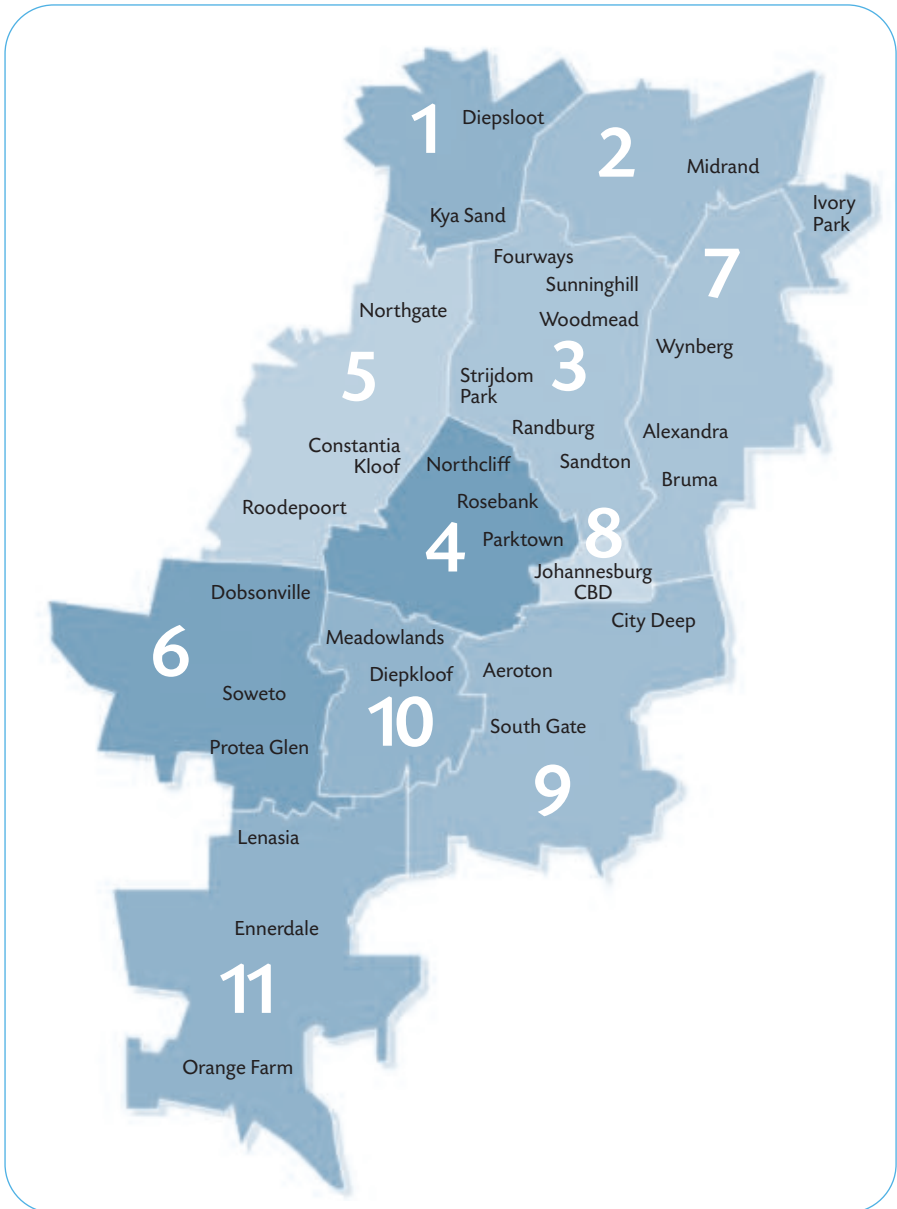 1
Diepsloot
2
Midrand
Ivory
Park
Kya Sand
Fourways
7
Sunninghill
Northgate
Woodmead
Wynberg
5
3
Strijdom
Park
Randburg
Alexandra
Constantia
Kloof
Northcliff
Sandton
Bruma
Roodepoort
Rosebank
4
Parktown
8
Johannesburg
CBD
Dobsonville
City Deep
Meadowlands
6
Diepkloof
Aeroton
Soweto
10
South Gate
Protea Glen
9
Lenasia
Ennerdale
11
Orange Farm